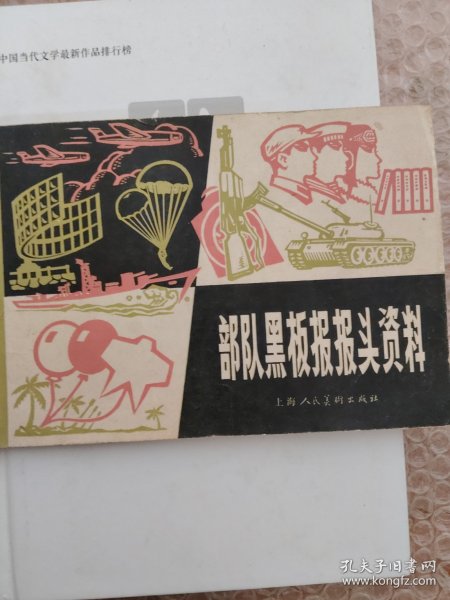 中国当代文学最新作品排行榜
部队黑板报报头资料
上海人民美術出版社
孔夫子旧书网
www.kongfz.com